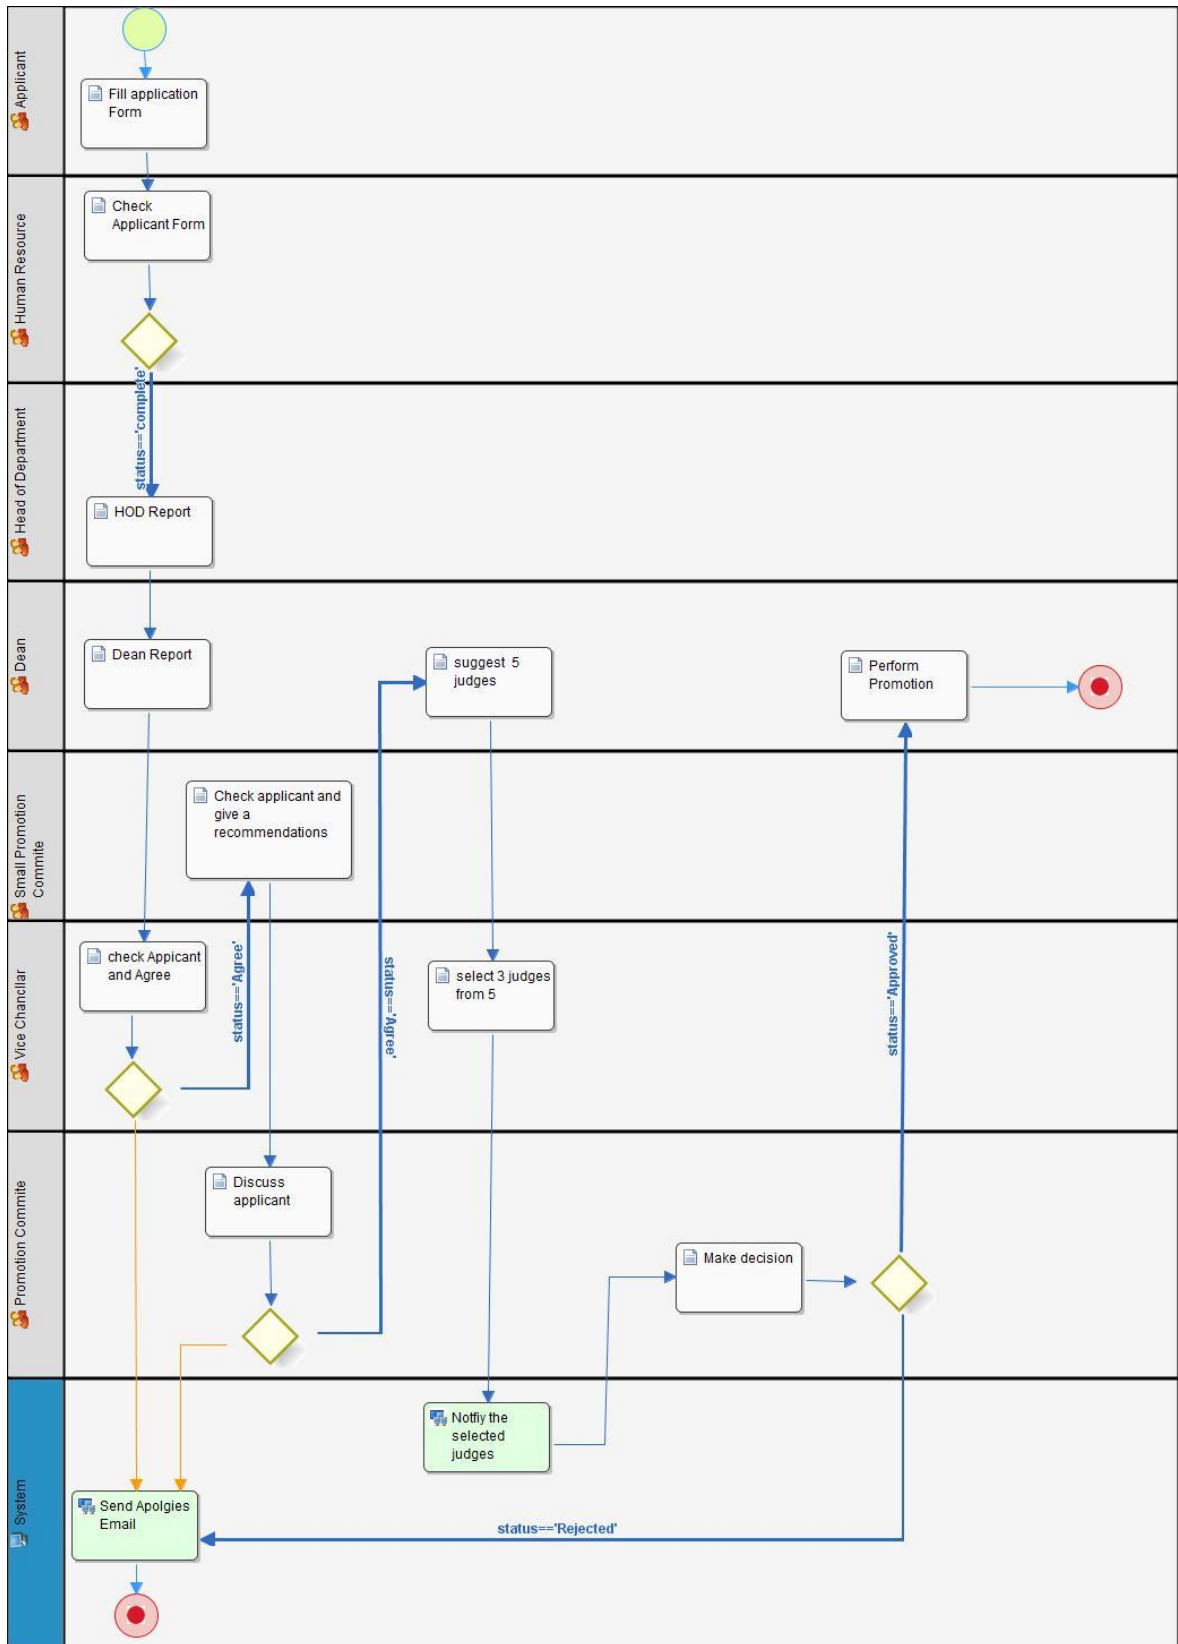 Applicant
Fill application
Form
Human Resource
Check
Applicant Form
status=='complete'
Head of Department
HOD Report
Dean
Dean Report
suggest  5
judges
Perform
Promotion
Small Promotion
Commite
Check applicant and
give a
recommendations
Vice Chancllar
check Appicant
and Agree
status=='Agree'
status=='Agree'
select 3 judges
from 5
status=='Approved'
Promotion Commite
Discuss
applicant
Make decision
System
Notfiy the
selected
judges
Send Apolgies
Email
status=='Rejected'